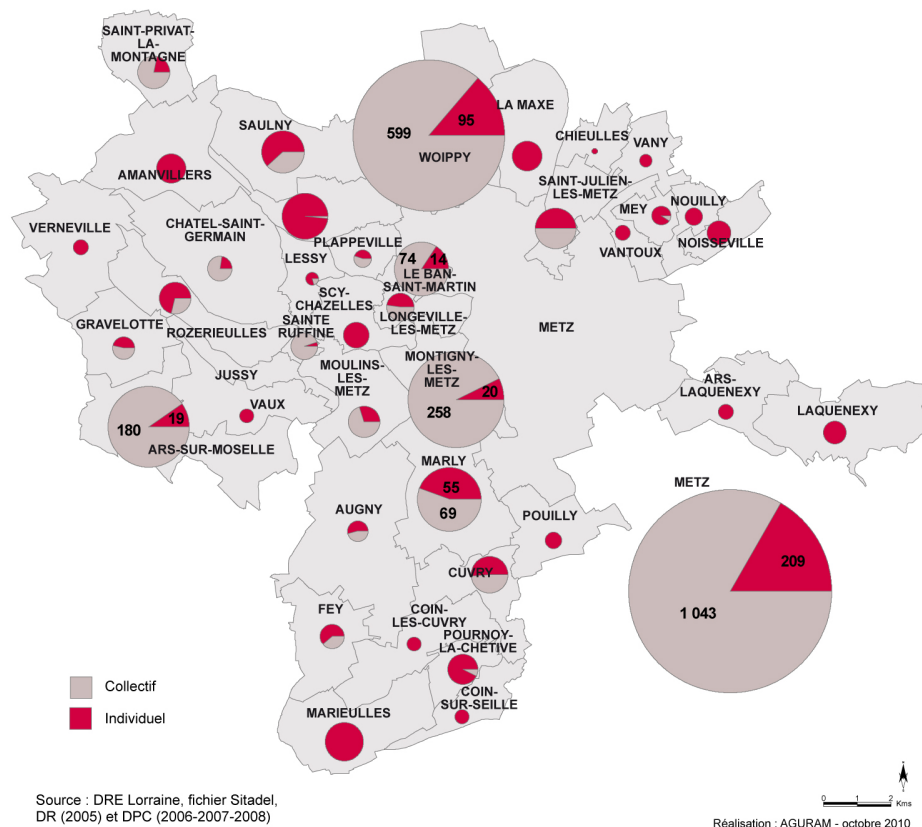 SAINT-PRIVAT-
LA-
MONTAGNE
SAULNY
599
95
WOIPPY
LA MAXE
CHIEULLES
VANY
AMANVILLERS
SAINT-JULIEN-
LES-METZ
MEY
NOUILLY
VERNEVILLE
CHATEL-SAINT-
GERMAIN
PLAPPEVILLE
LESSY
74
14
LE BAN-
SAINT-MARTIN
VANTOUX
NOISSEVILLE
SCY-
CHAZELLES
LONGEVILLE-
LES-METZ
METZ
GRAVELOTTE
ROZERIEULLES
SAINTE
RUFFINE
JUSSY
MOULINS-
LES-
METZ
MONTIGNY-
LES-
METZ
20
258
ARS-
LAQUENEXY
LAQUENEXY
VAUX
180
19
ARS-SUR-MOSELLE
MARLY
55
69
METZ
209
1 043
AUGNY
POUILLY
CUVRY
FEY
COIN-
LES-CUVRY
POURNOY-
LA-CHETIVE
COIN-
SUR-SEILLE
MARIEULLES
Collectif
Individuel
Source : DRE Lorraine, fichier Sitadel,
DR (2005) et DPC (2006-2007-2008)
N
0 1 2
Kms
Réalisation : AGURAM - octobre 2010